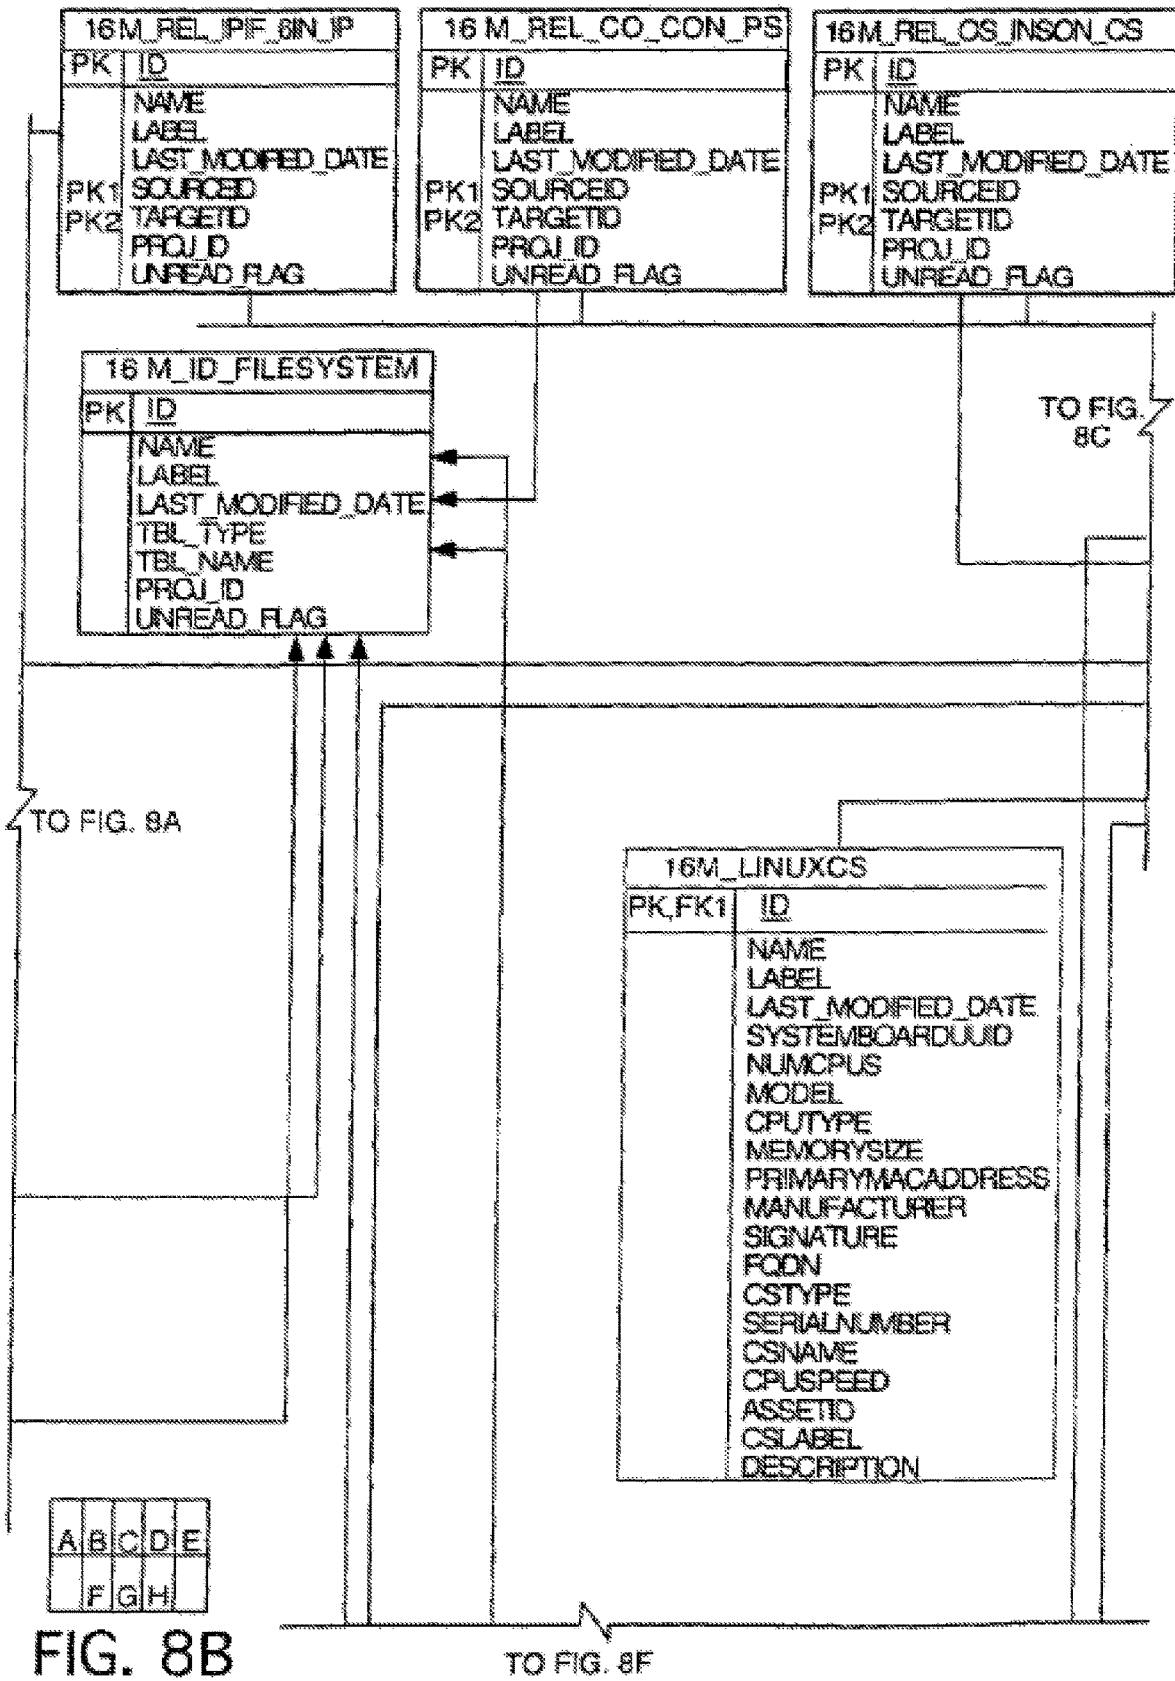 16 M_REL_IPIF_BIN_IP
PK ID
NAME
LABEL
LAST_MODIFIED_DATE
PK1 SOURCEID
PK2 TARGETID
PROJ_ID
UNREAD_FLAG
16 M_REL_CO_CON_PS
PK ID
NAME
LABEL
LAST_MODIFIED_DATE
PK1 SOURCEID
PK2 TARGETID
PROJ_ID
UNREAD_FLAG
16 M_REL_OS_INSON_CS
PK ID
NAME
LABEL
LAST_MODIFIED_DATE
PK1 SOURCEID
PK2 TARGETID
PROJ_ID
UNREAD_FLAG
16 M_ID_FILESYSTEM
PK ID
NAME
LABEL
LAST_MODIFIED_DATE
TBL_TYPE
TBL_NAME
PROJ_ID
UNREAD_FLAG
TO FIG.
8C
TO FIG. 8A
16M_LINUXCS
PK,FK1 ID
NAME
LABEL
LAST_MODIFIED_DATE
SYSTEMBOARDUUID
NUMCPUS
MODEL
CPUTYPE
MEMORYSIZE
PRIMARYMACADDRESS
MANUFACTURER
SIGNATURE
FQDN
CSTYPE
SERIALNUMBER
CSNAME
CPUSPEED
ASSETID
CSLABEL
DESCRIPTION
A B C D E
F G H
FIG. 8B
TO FIG. 8F